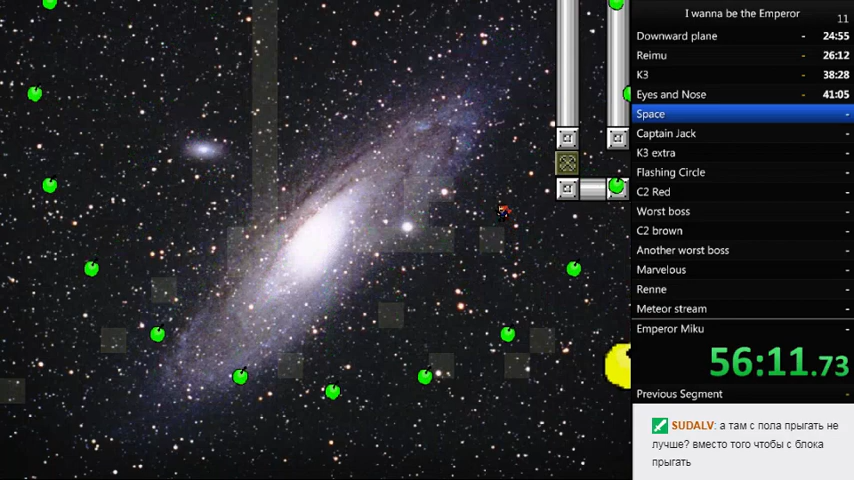 I wanna be the Emperor
11
Downward plane - 24:55
Reimu - 26:12
K3 - 38:28
Eyes and Nose - 41:05
Space -
Captain Jack -
K3 extra -
Flashing Circle -
C2 Red -
Worst boss -
C2 brown -
Another worst boss -
Marvelous -
Renne -
Meteor stream -
Emperor Miku -
56:11.73
Previous Segment -
SUDALV: а там с пола прыгать не
лучше? вместо того чтобы с блока
прыгать